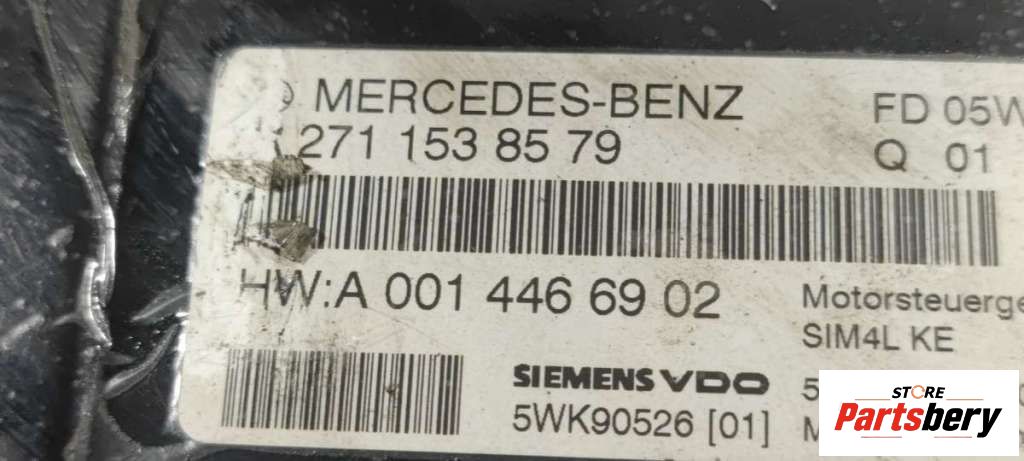 MERCEDES-BENZ FD 05W
271 153 85 79 Q 01
HW:A 001 446 69 02 Motorsteuerge
SIM4L KE
SIEMENS VDO 5
5WK90526 [01] M
STORE
Partsbery